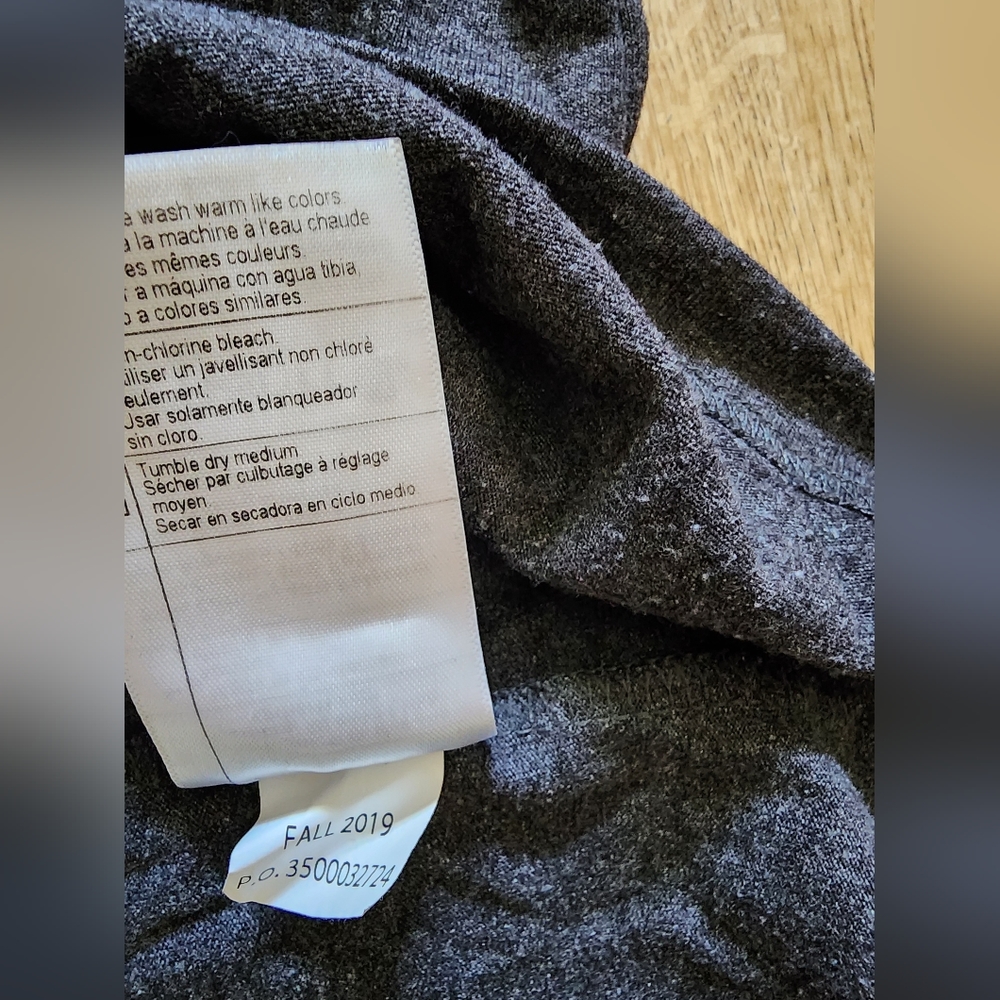 wash warm like colors
à la machine à l'eau chaude
es mêmes couleurs.
r a máquina con agua tibia,
o a colores similares.
n-chlorine bleach.
iliser un javellisant non chloré
eulement.
Usar solamente blanqueador
sin cloro.
Tumble dry medium
Sécher par culbutage à réglage
moyen.
Secar en secadora en ciclo medio
FALL 2019
P.O. 3500032724